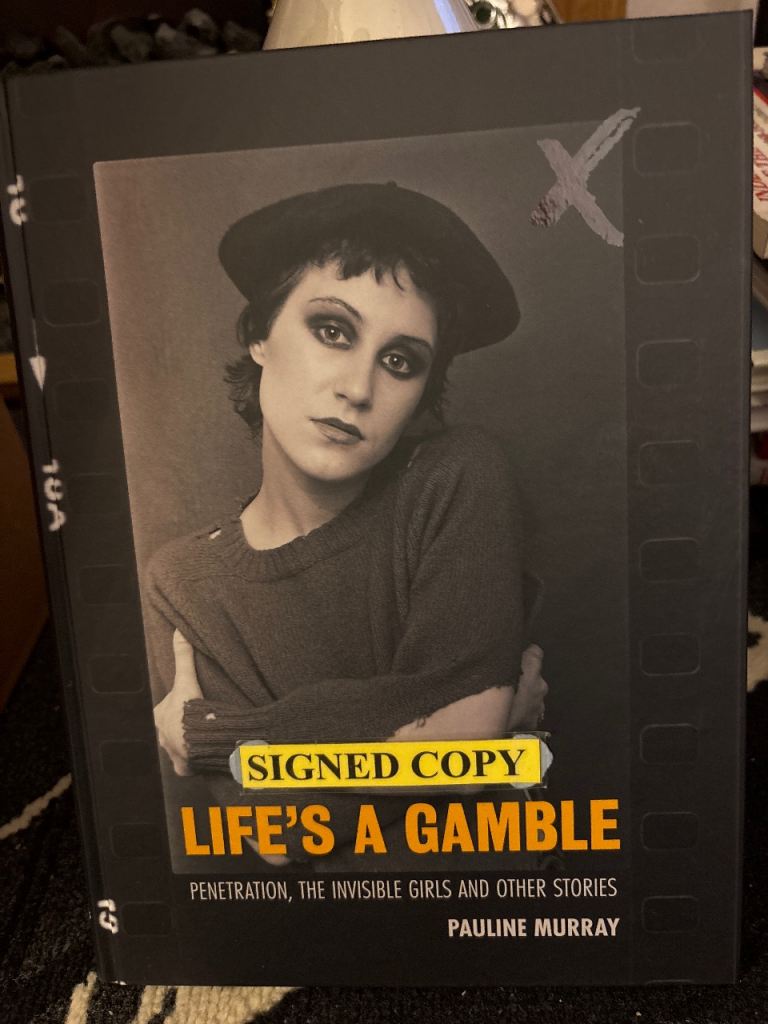 SIGNED COPY
LIFE'S A GAMBLE
PENETRATION, THE INVISIBLE GIRLS AND OTHER STORIES
PAULINE MURRAY